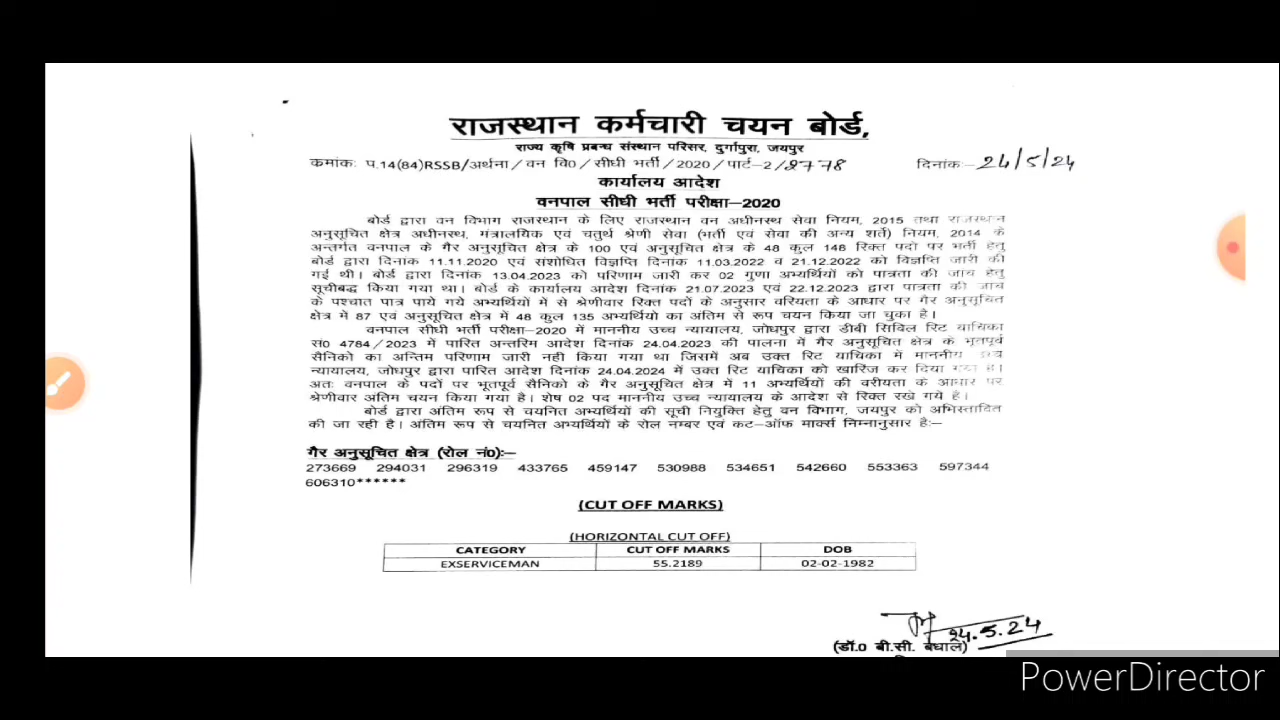 राजस्थान कर्मचारी चयन बोर्ड,
राज्य कृषि प्रबन्ध संस्थान परिसर, दुर्गापुरा, जयपुर
कमांकः प.14(84)RSSB/अर्थना/वन वि0/सीधी भर्ती/2020/पार्ट-2/2778 दिनांकः-24/5/24
कार्यालय आदेश
वनपाल सीधी भर्ती परीक्षा-2020
बोर्ड द्वारा वन विभाग राजस्थान के लिए राजस्थान वन अधीनस्थ सेवा नियम, 2015 तथा राजस्थान
अनुसूचित क्षेत्र अधीनस्थ, मंत्रालयिक एवं चतुर्थ श्रेणी सेवा (भर्ती एवं सेवा की अन्य शर्ते) नियम, 2014 के
अन्तर्गत वनपाल के गैर अनुसूचित क्षेत्र के 100 एवं अनुसूचित क्षेत्र के 48 कुल 148 रिक्त पदो पर भर्ती हेतु
बोर्ड द्वारा दिनांक 11.11.2020 एवं संशोधित विज्ञप्ति दिनांक 11.03.2022 व 21.12.2022 को विज्ञप्ति जारी की
गई थी। बोर्ड द्वारा दिनांक 13.04.2023 को परिणाम जारी कर 02 गुणा अभ्यर्थियों को पात्रता की जांच हेतु
सूचीबद्ध किया गया था। बोर्ड के कार्यालय आदेश दिनांक 21.07.2023 एवं 22.12.2023 द्वारा पात्रता की जांच
के पश्चात पात्र पाये गये अभ्यर्थियों में से श्रेणीवार रिक्त पदों के अनुसार वरियता के आधार पर गैर अनुसूचित
क्षेत्र में 87 एवं अनुसूचित क्षेत्र में 48 कुल 135 अभ्यर्थियो का अंतिम से रूप चयन किया जा चुका है।
वनपाल सीधी भर्ती परीक्षा-2020 में माननीय उच्च न्यायालय, जोधपुर द्वारा डीबी सिविल रिट याचिका
सं0 4784/2023 में पारित अन्तरिम आदेश दिनांक 24.04.2023 की पालना में गैर अनुसूचित क्षेत्र के भूतपूर्व
सैनिको का अन्तिम परिणाम जारी नही किया गया था जिसमें अब उक्त रिट याचिका में माननीय उच्च
न्यायालय, जोधपुर द्वारा पारित आदेश दिनांक 24.04.2024 में उक्त रिट याचिका को खारिज कर दिया गया है।
अतः वनपाल के पदों पर भूतपूर्व सैनिको के गैर अनुसूचित क्षेत्र में 11 अभ्यर्थियों की वरीयता के आधार पर
श्रेणीवार अंतिम चयन किया गया है। शेष 02 पद माननीय उच्च न्यायालय के आदेश से रिक्त रखे गये है।
बोर्ड द्वारा अंतिम रूप से चयनित अभ्यर्थियों की सूची नियुक्ति हेतु वन विभाग, जयपुर को अभिस्तावित
की जा रही है। अंतिम रूप से चयनित अभ्यर्थियों के रोल नम्बर एवं कट-ऑफ मार्क्स निम्नानुसार हैः-
गैर अनुसूचित क्षेत्र (रोल नं0):-
273669 294031 296319 433765 459147 530988 534651 542660 553363 597344
606310******
(CUT OFF MARKS)
(HORIZONTAL CUT OFF)
CATEGORY CUT OFF MARKS DOB
EXSERVICEMAN 55.2189 02-02-1982
24.5.24
(डॉ.0 बी.सी. बधाल)
PowerDirector